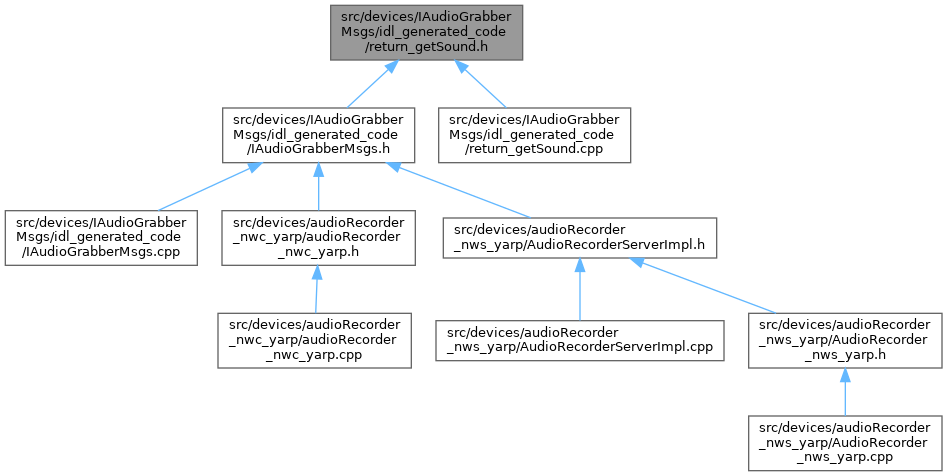 src/devices/IAudioGrabber
Msgs/idl_generated_code
/return_getSound.h
src/devices/IAudioGrabber
Msgs/idl_generated_code
/IAudioGrabberMsgs.h
src/devices/IAudioGrabber
Msgs/idl_generated_code
/return_getSound.cpp
src/devices/IAudioGrabber
Msgs/idl_generated_code
/IAudioGrabberMsgs.cpp
src/devices/audioRecorder
_nwc_yarp/audioRecorder
_nwc_yarp.h
src/devices/audioRecorder
_nws_yarp/AudioRecorderServerImpl.h
src/devices/audioRecorder
_nwc_yarp/audioRecorder
_nwc_yarp.cpp
src/devices/audioRecorder
_nws_yarp/AudioRecorderServerImpl.cpp
src/devices/audioRecorder
_nws_yarp/AudioRecorder
_nws_yarp.h
src/devices/audioRecorder
_nws_yarp/AudioRecorder
_nws_yarp.cpp